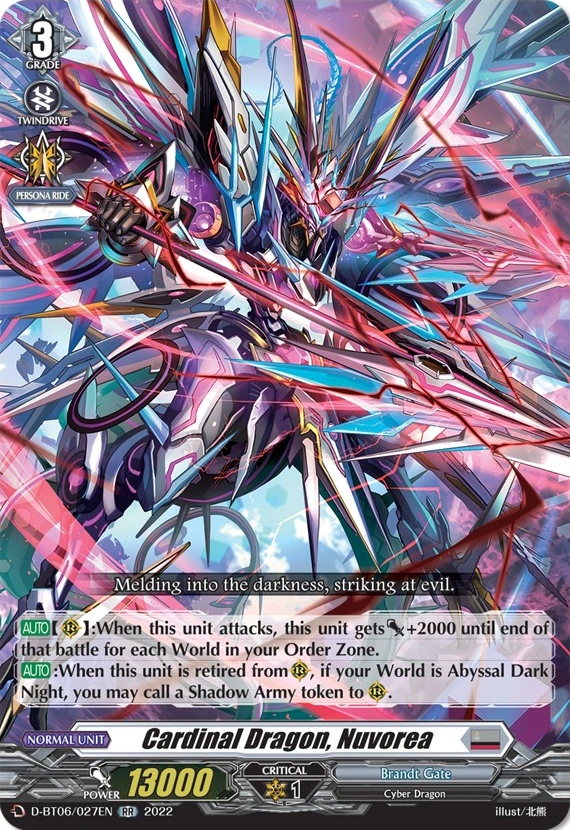 3
GRADE
TWINDRIVE
PERSONA RIDE
Melding into the darkness, striking at evil.
AUTO【R】:When this unit attacks, this unit gets +2000 until end of
that battle for each World in your Order Zone.
AUTO:When this unit is retired from R, if your World is Abyssal Dark
Night, you may call a Shadow Army token to R.
NORMAL UNIT
Cardinal Dragon, Nuvorea
POWER 13000
CRITICAL
1
Brandt Gate
Cyber Dragon
D-BT06/027EN RR 2022
illust/北熊